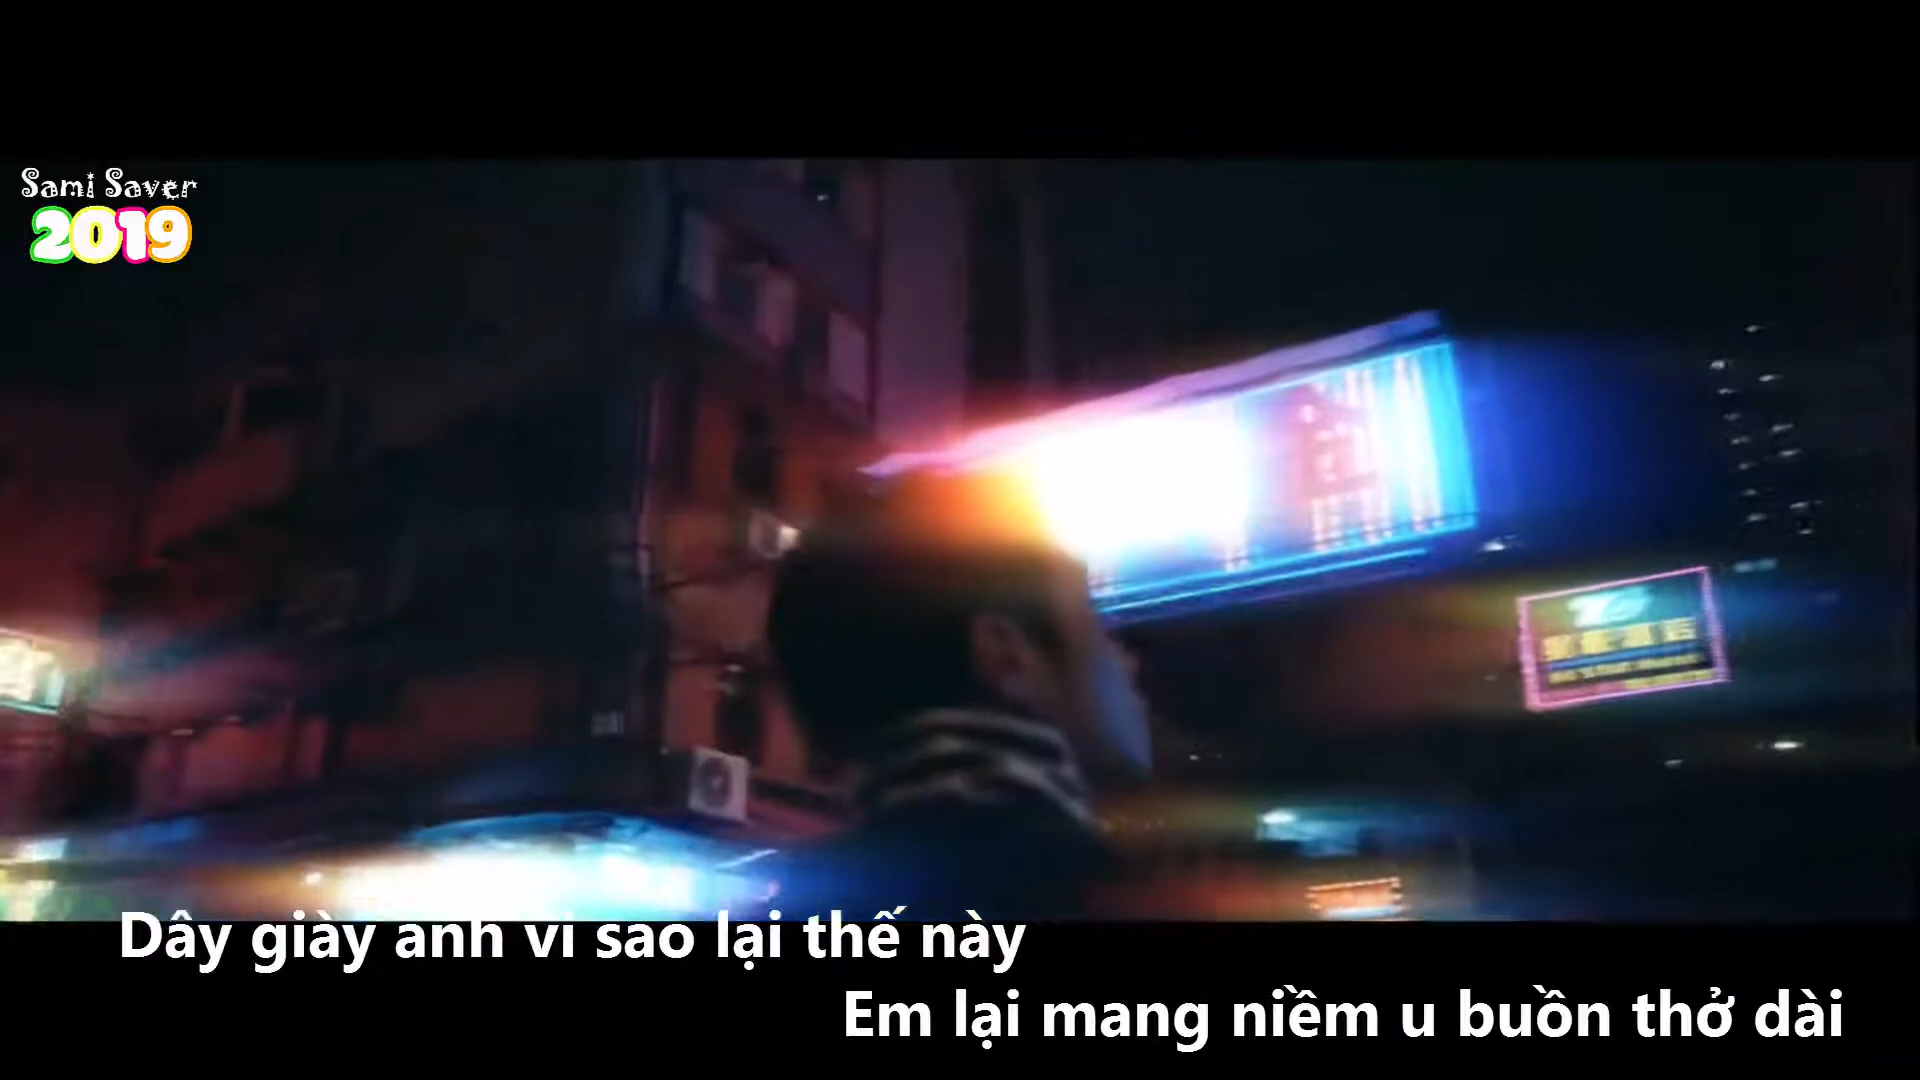 Sami Saver
2019
Dây giày anh vì sao lại thế này
Em lại mang niềm u buồn thở dài